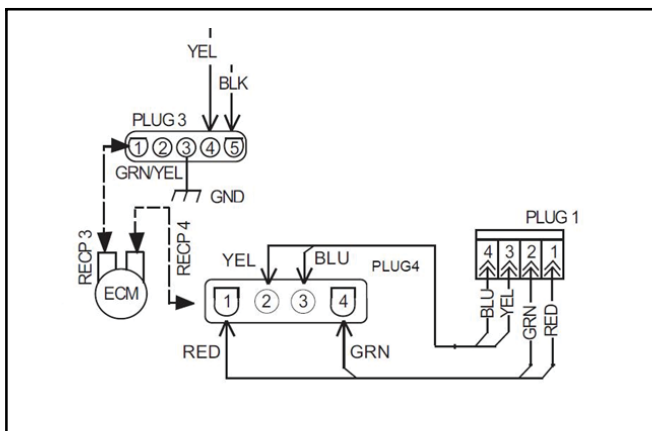 YEL
BLK
PLUG 3
1 2 3 4 5
GRN/YEL
GND
RECP 3
RECP 4
ECM
PLUG 1
4 3 2 1
BLU YEL GRN RED
YEL BLU PLUG4
1 2 3 4
RED GRN